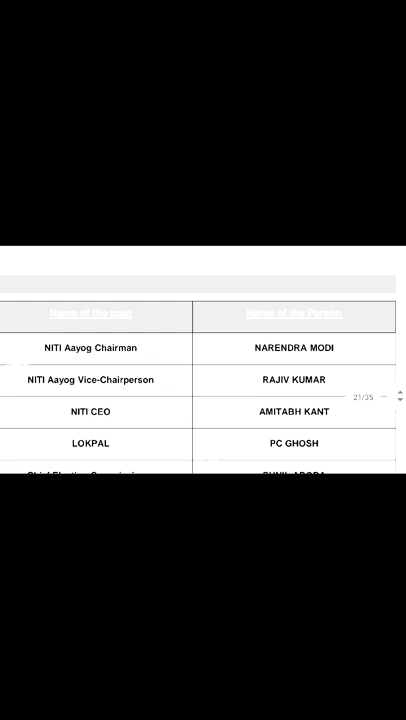 Name of the post Name of the Person
NITI Aayog Chairman NARENDRA MODI
NITI Aayog Vice-Chairperson RAJIV KUMAR
21/35
NITI CEO AMITABH KANT
LOKPAL PC GHOSH